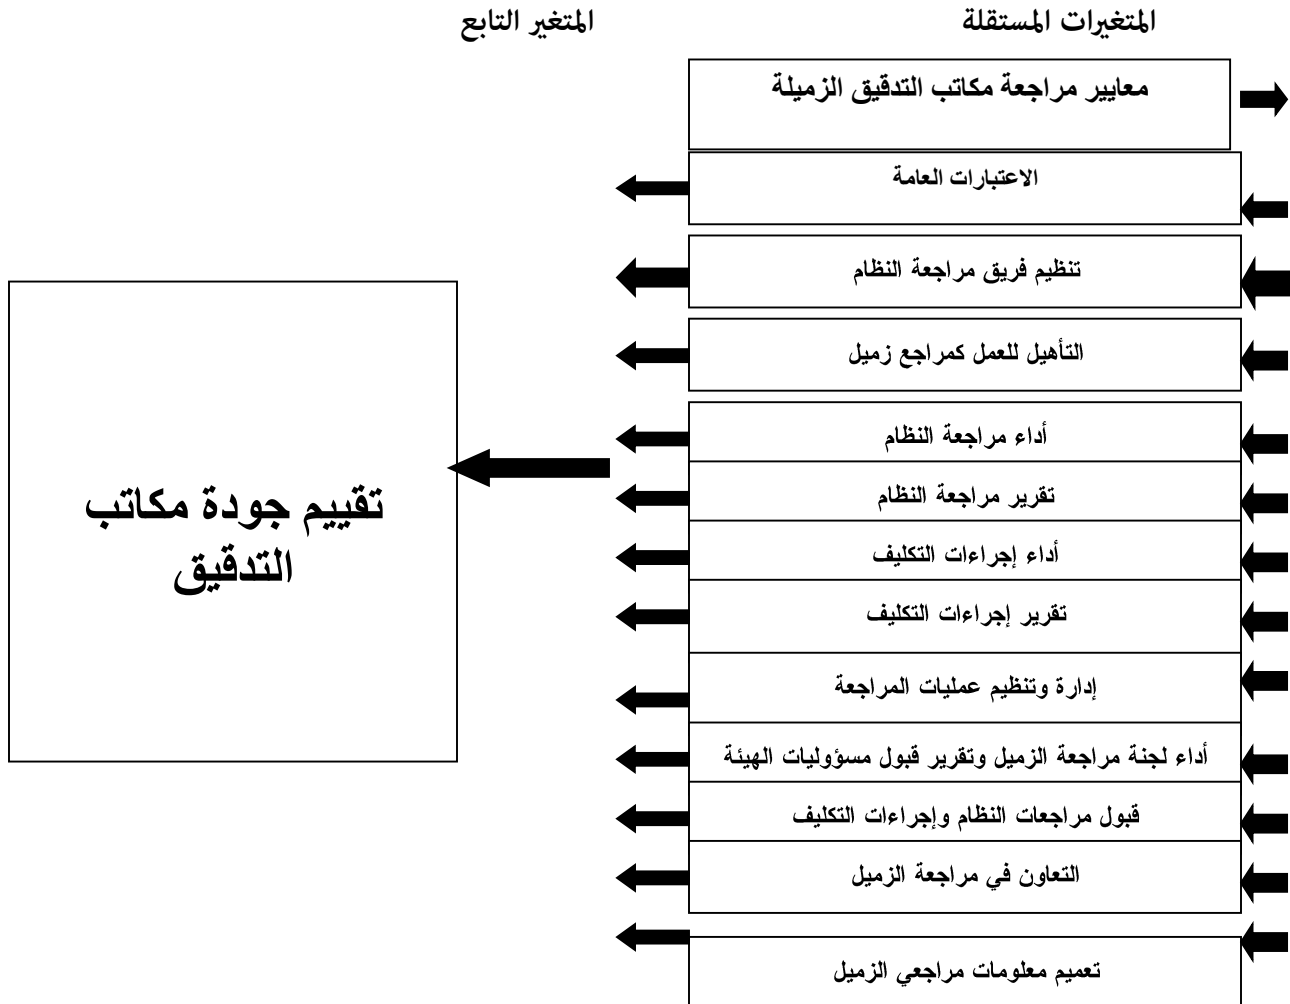 المتغيرات المستقلة
المتغير التابع
معايير مراجعة مكاتب التدقيق الزميلة
الاعتبارات العامة
تنظيم فريق مراجعة النظام
التأهيل للعمل كمراجع زميل
أداء مراجعة النظام
تقرير مراجعة النظام
أداء إجراءات التكليف
تقرير إجراءات التكليف
إدارة وتنظيم عمليات المراجعة
أداء لجنة مراجعة الزميل وتقرير قبول مسؤوليات الهيئة
قبول مراجعات النظام وإجراءات التكليف
التعاون في مراجعة الزميل
تعميم معلومات مراجعي الزميل
تقييم جودة مكاتب
التدقيق